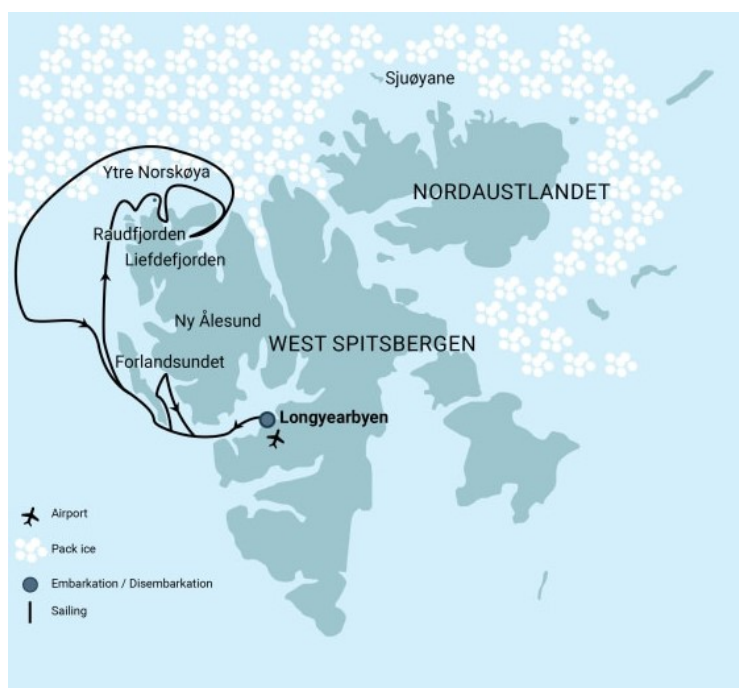 Sjuøyane
Ytre Norskøya
NORDAUSTLANDET
Raudfjorden
Liefdefjorden
Ny Ålesund
WEST SPITSBERGEN
Forlandsundet
Longyearbyen
Airport
Pack ice
Embarkation / Disembarkation
Sailing